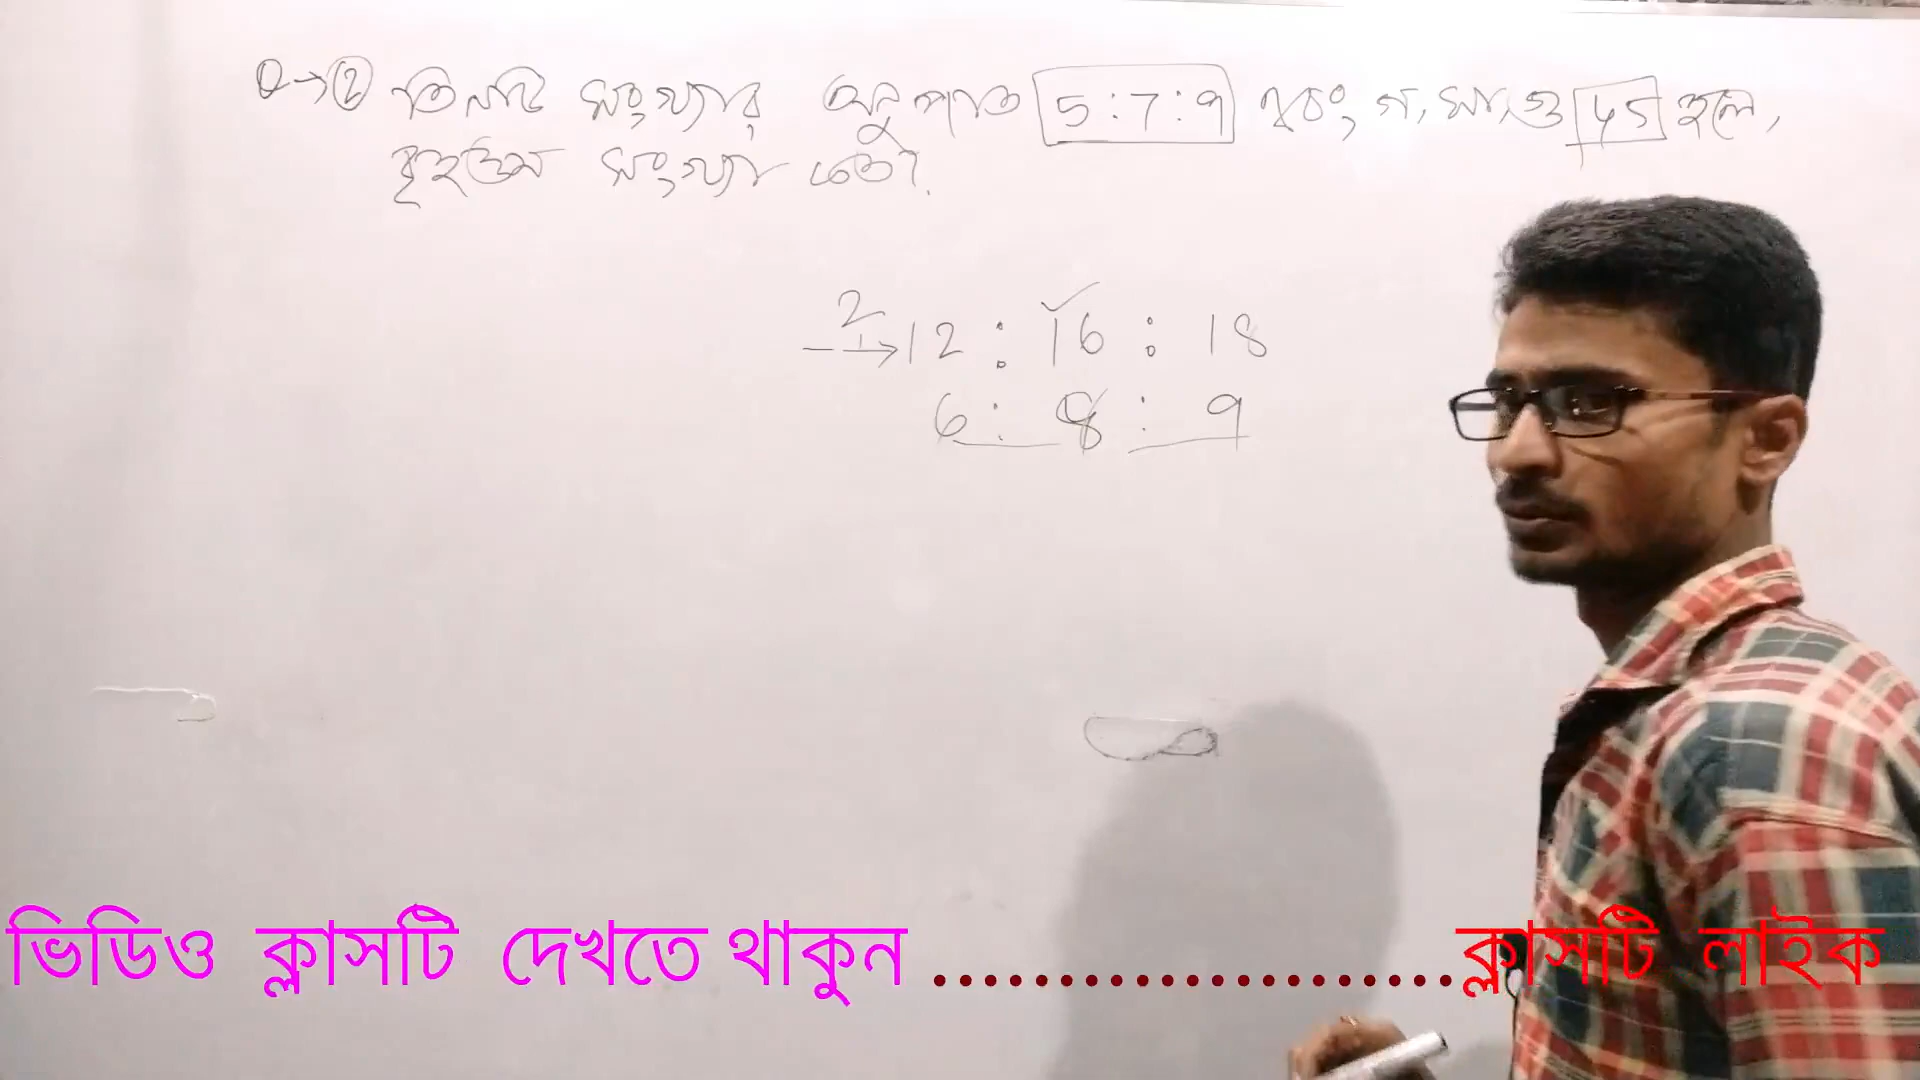 Q→② তিনটি সংখ্যার অনুপাত 5:7:9 এবং গ, সা, গু 45 হলে,
বৃহত্তম সংখ্যা কতো?
2
→12 : 16 : 18
6 : 8 : 9
ভিডিও ক্লাসটি দেখতে থাকুন ....................ক্লাসটি লাইক